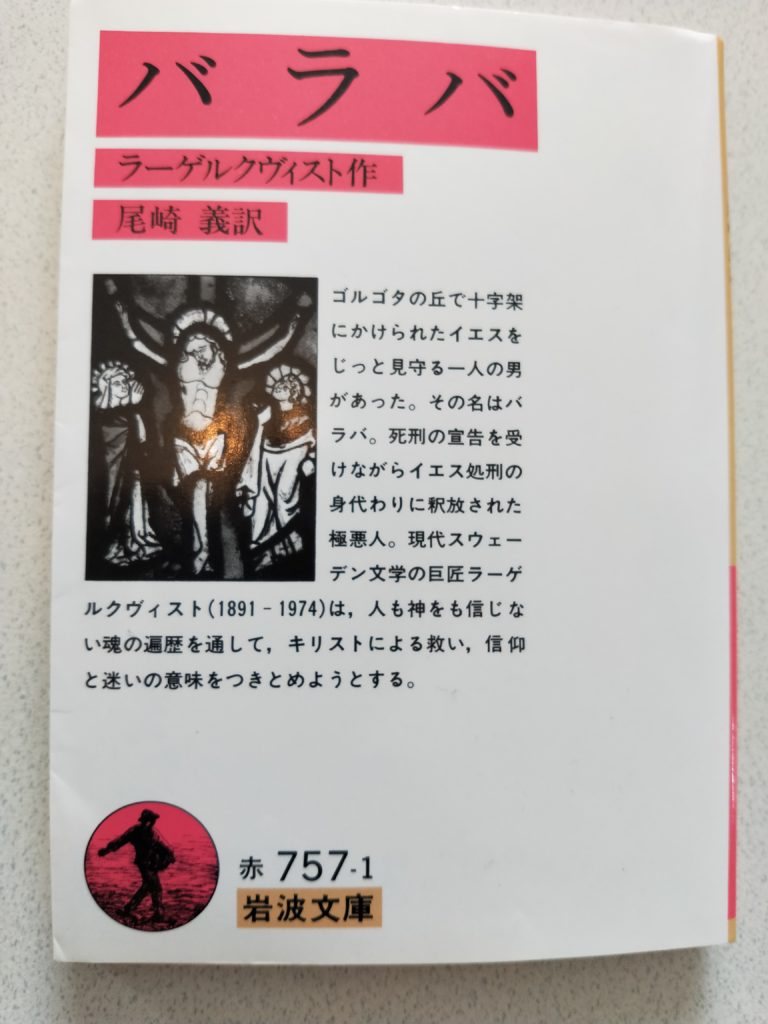 バラバ
ラーゲルクヴィスト作
尾崎 義訳
ゴルゴタの丘で十字架
にかけられたイエスを
じっと見守る一人の男
があった。その名はバ
ラバ。死刑の宣告を受
けながらイエス処刑の
身代わりに釈放された
極悪人。現代スウェー
デン文学の巨匠ラーゲ
ルクヴィスト(1891‐1974)は，人も神をも信じな
い魂の遍歴を通して，キリストによる救い，信仰
と迷いの意味をつきとめようとする。
赤 757-1
岩波文庫